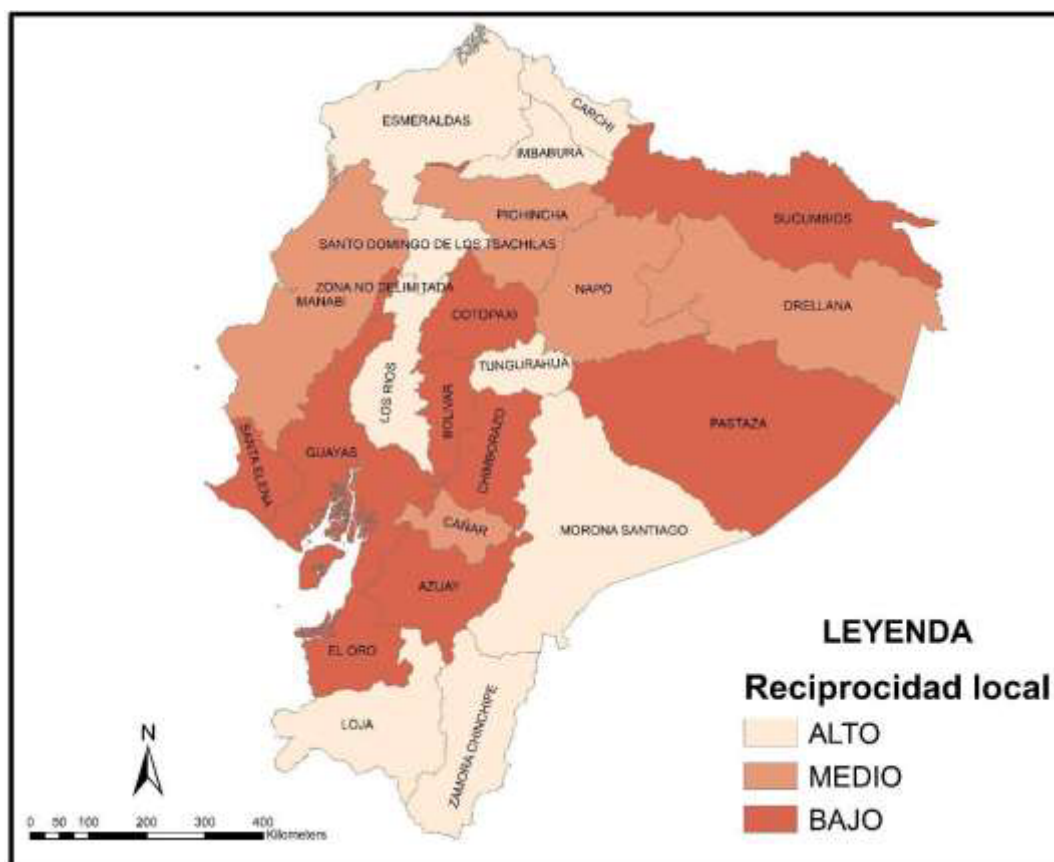 ESMERALDAS
CARCHI
IMBABURA
SUCUMBIOS
PICHINCHA
SANTO DOMINGO DE LOS TSACHILAS
ZONA NO DELIMITADA
MANABI
NAPO
ORELLANA
COTOPAXI
TUNGURAHUA
LOS RIOS
BOLIVAR
CHIMBORAZO
PASTAZA
SANTA ELENA
GUAYAS
CAÑAR
MORONA SANTIAGO
AZUAY
EL ORO
LOJA
ZAMORA CHINCHIPE
LEYENDA
Reciprocidad local
ALTO
MEDIO
BAJO
N
0 50 100 200 300 400
Kilometers